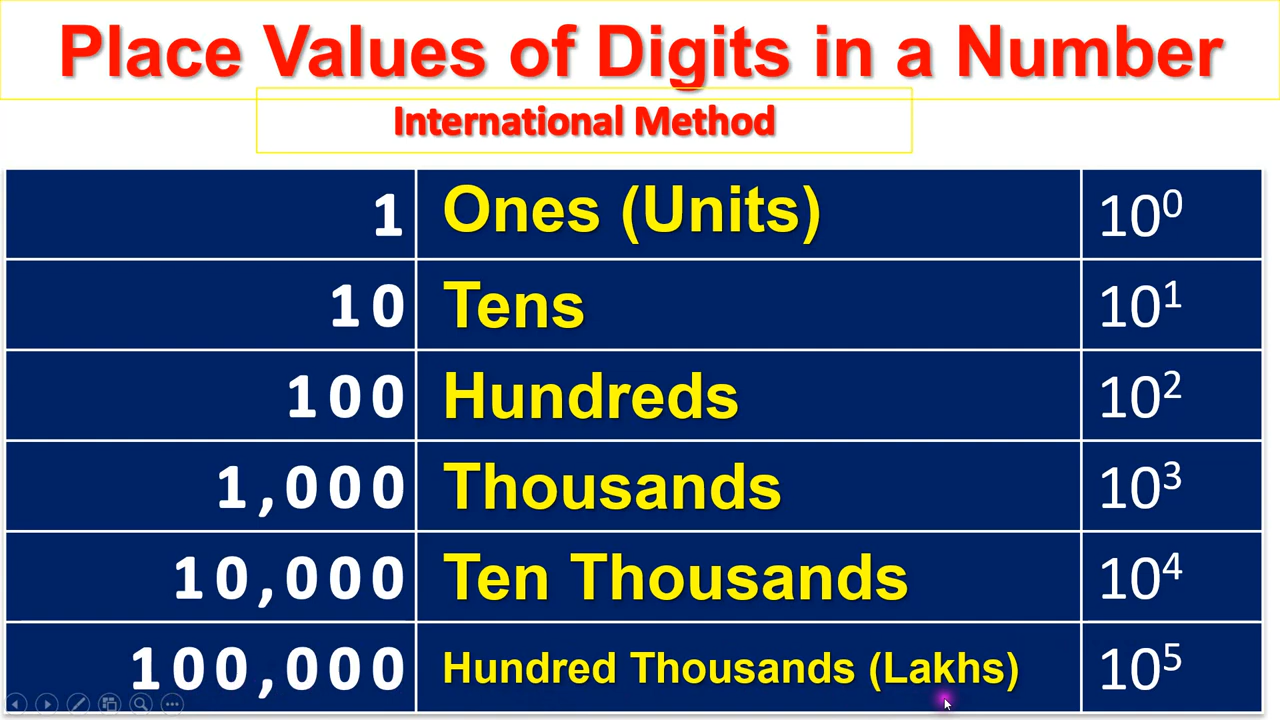 Place Values of Digits in a Number
International Method
1 Ones (Units) 10⁰
10 Tens 10¹
100 Hundreds 10²
1,000 Thousands 10³
10,000 Ten Thousands 10⁴
100,000 Hundred Thousands (Lakhs) 10⁵